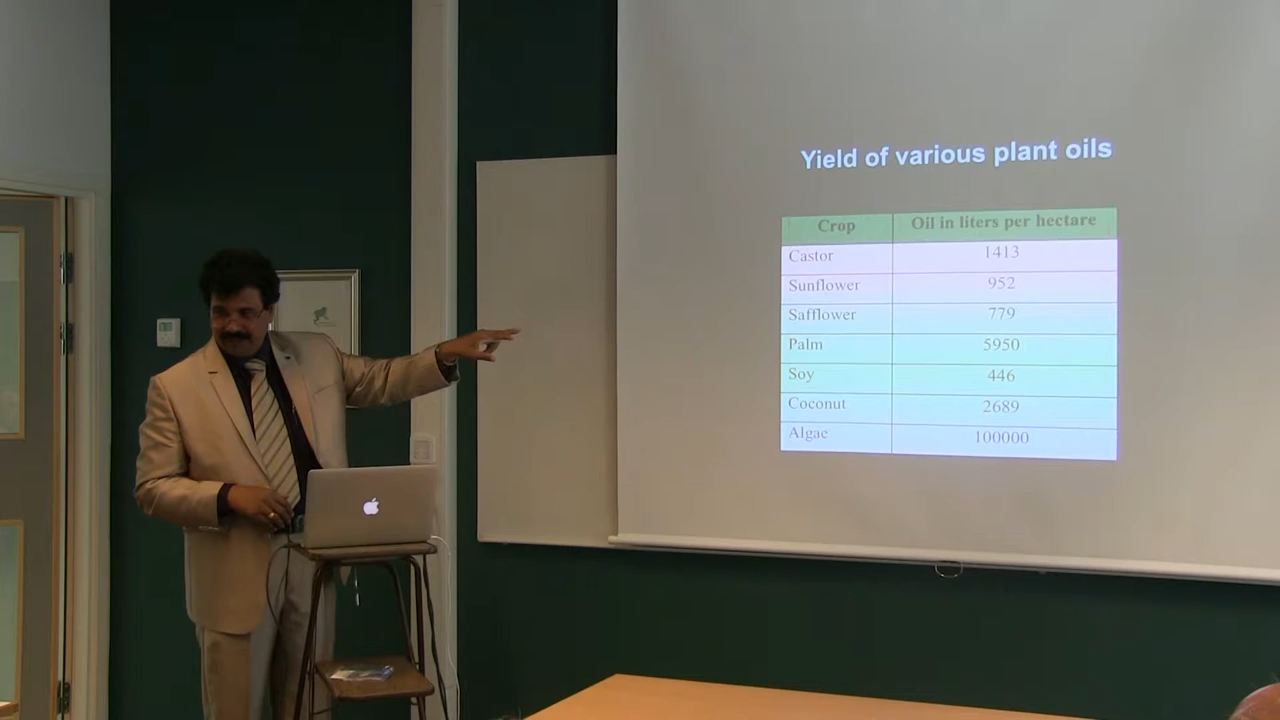 Yield of various plant oils
Crop Oil in liters per hectare
Castor 1413
Sunflower 952
Safflower 779
Palm 5950
Soy 446
Coconut 2689
Algae 100000